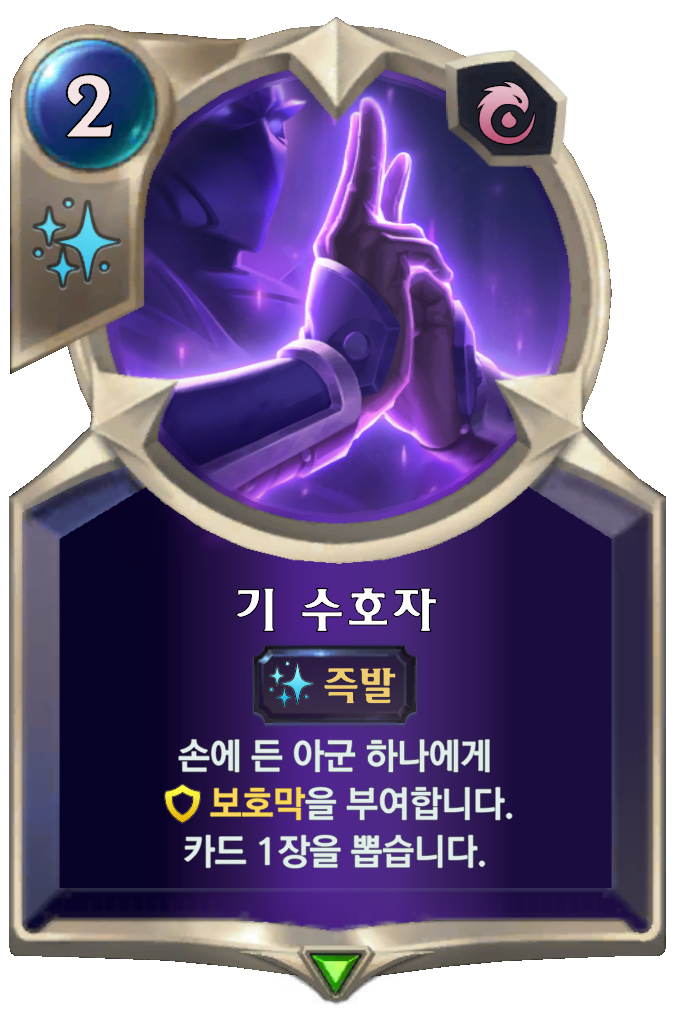 2
기 수호자
즉발
손에 든 아군 하나에게
보호막을 부여합니다.
카드 1장을 뽑습니다.